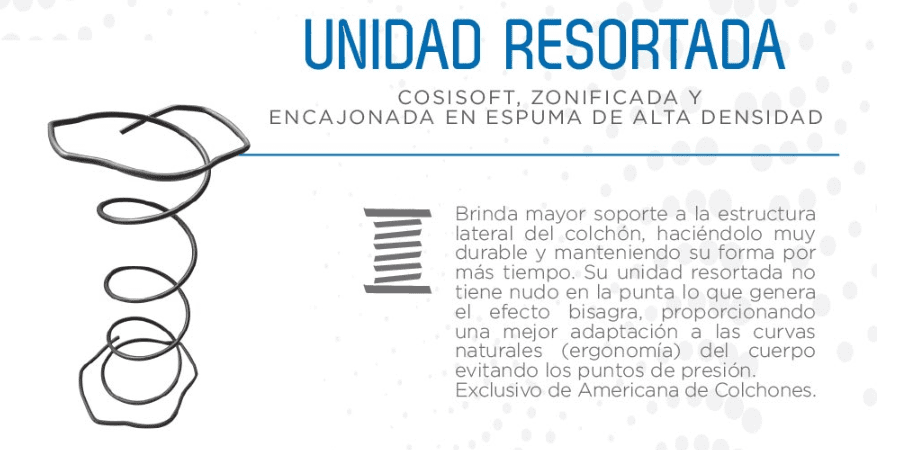 UNIDAD RESORTADA
COSISOFT, ZONIFICADA Y
ENCAJONADA EN ESPUMA DE ALTA DENSIDAD
Brinda mayor soporte a la estructura
lateral del colchón, haciéndolo muy
durable y manteniendo su forma por
más tiempo. Su unidad resortada no
tiene nudo en la punta lo que genera
el efecto bisagra, proporcionando
una mejor adaptación a las curvas
naturales (ergonomía) del cuerpo
evitando los puntos de presión.
Exclusivo de Americana de Colchones.